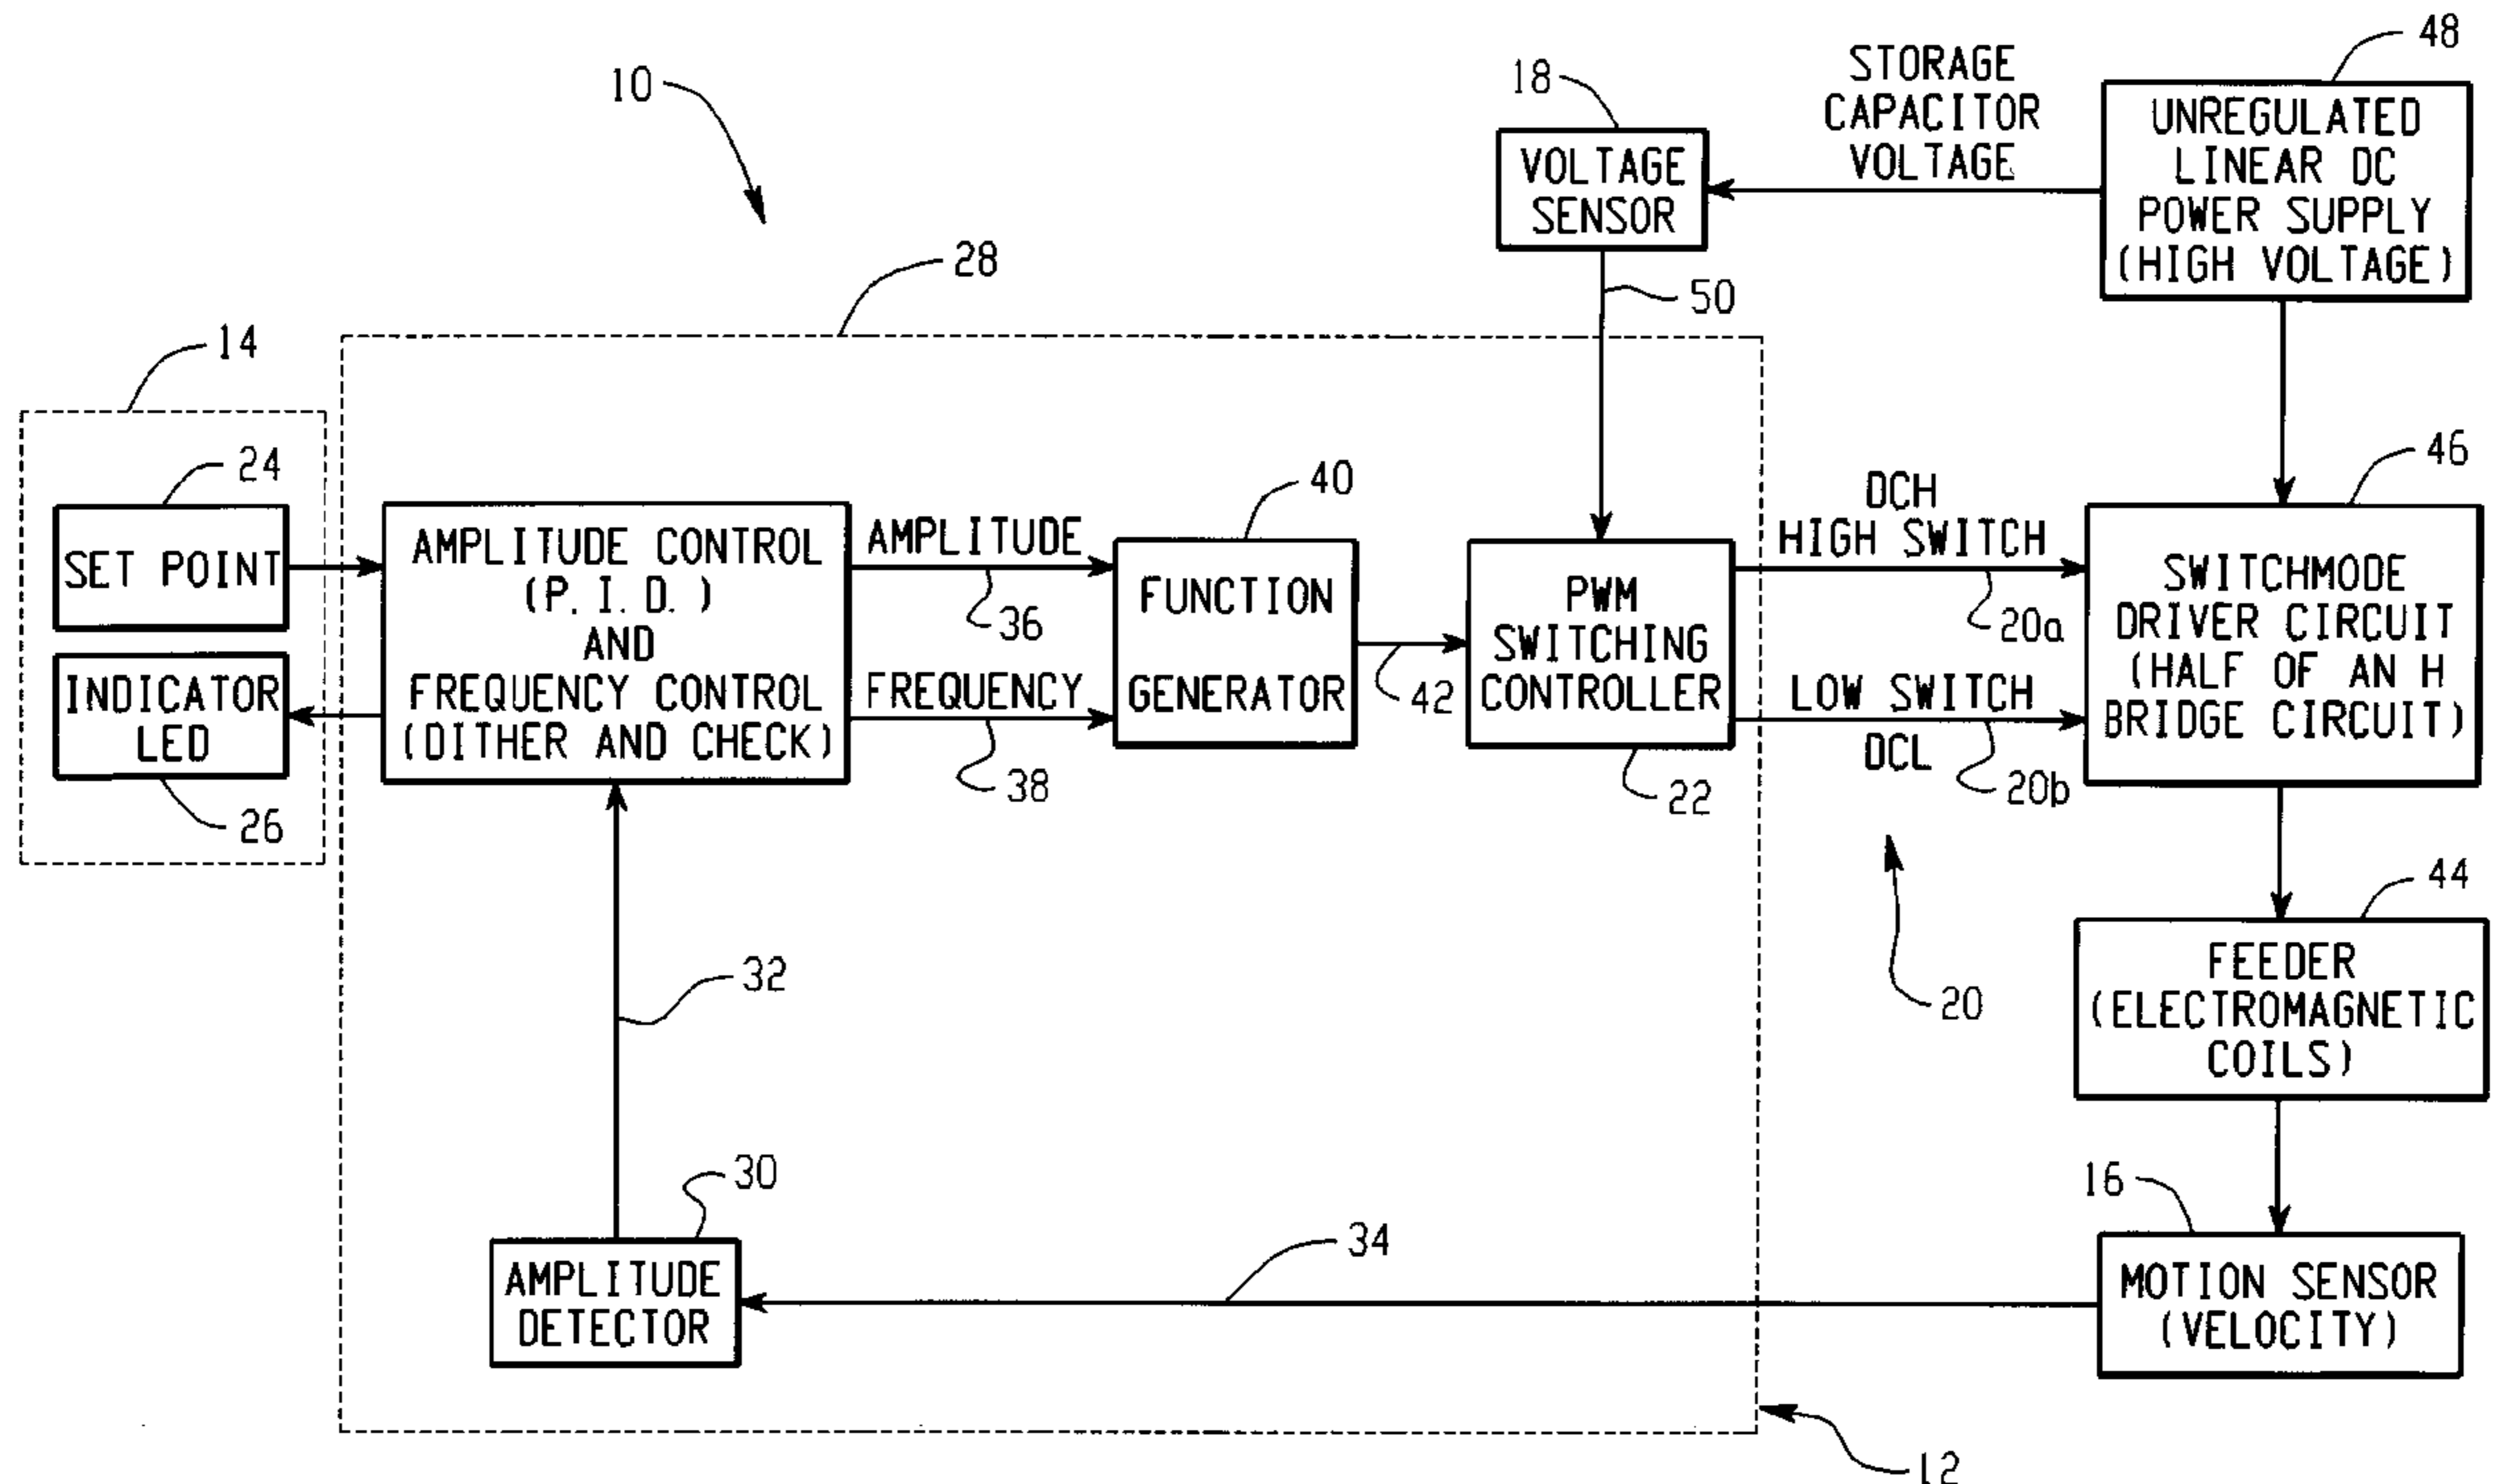 10
18
STORAGE
CAPACITOR
VOLTAGE
48
UNREGULATED
LINEAR DC
POWER SUPPLY
(HIGH VOLTAGE)
VOLTAGE
SENSOR
28
50
14
24
SET POINT
INDICATOR
LED
26
AMPLITUDE CONTROL
(P.I.D.)
AND
FREQUENCY CONTROL
(DITHER AND CHECK)
AMPLITUDE
36
FREQUENCY
38
40
FUNCTION
GENERATOR
42
PWM
SWITCHING
CONTROLLER
22
DCH
HIGH SWITCH
20a
LOW SWITCH
DCL
20b
20
46
SWITCHMODE
DRIVER CIRCUIT
(HALF OF AN H
BRIDGE CIRCUIT)
44
FEEDER
(ELECTROMAGNETIC
COILS)
32
30
AMPLITUDE
DETECTOR
34
16
MOTION SENSOR
(VELOCITY)
12